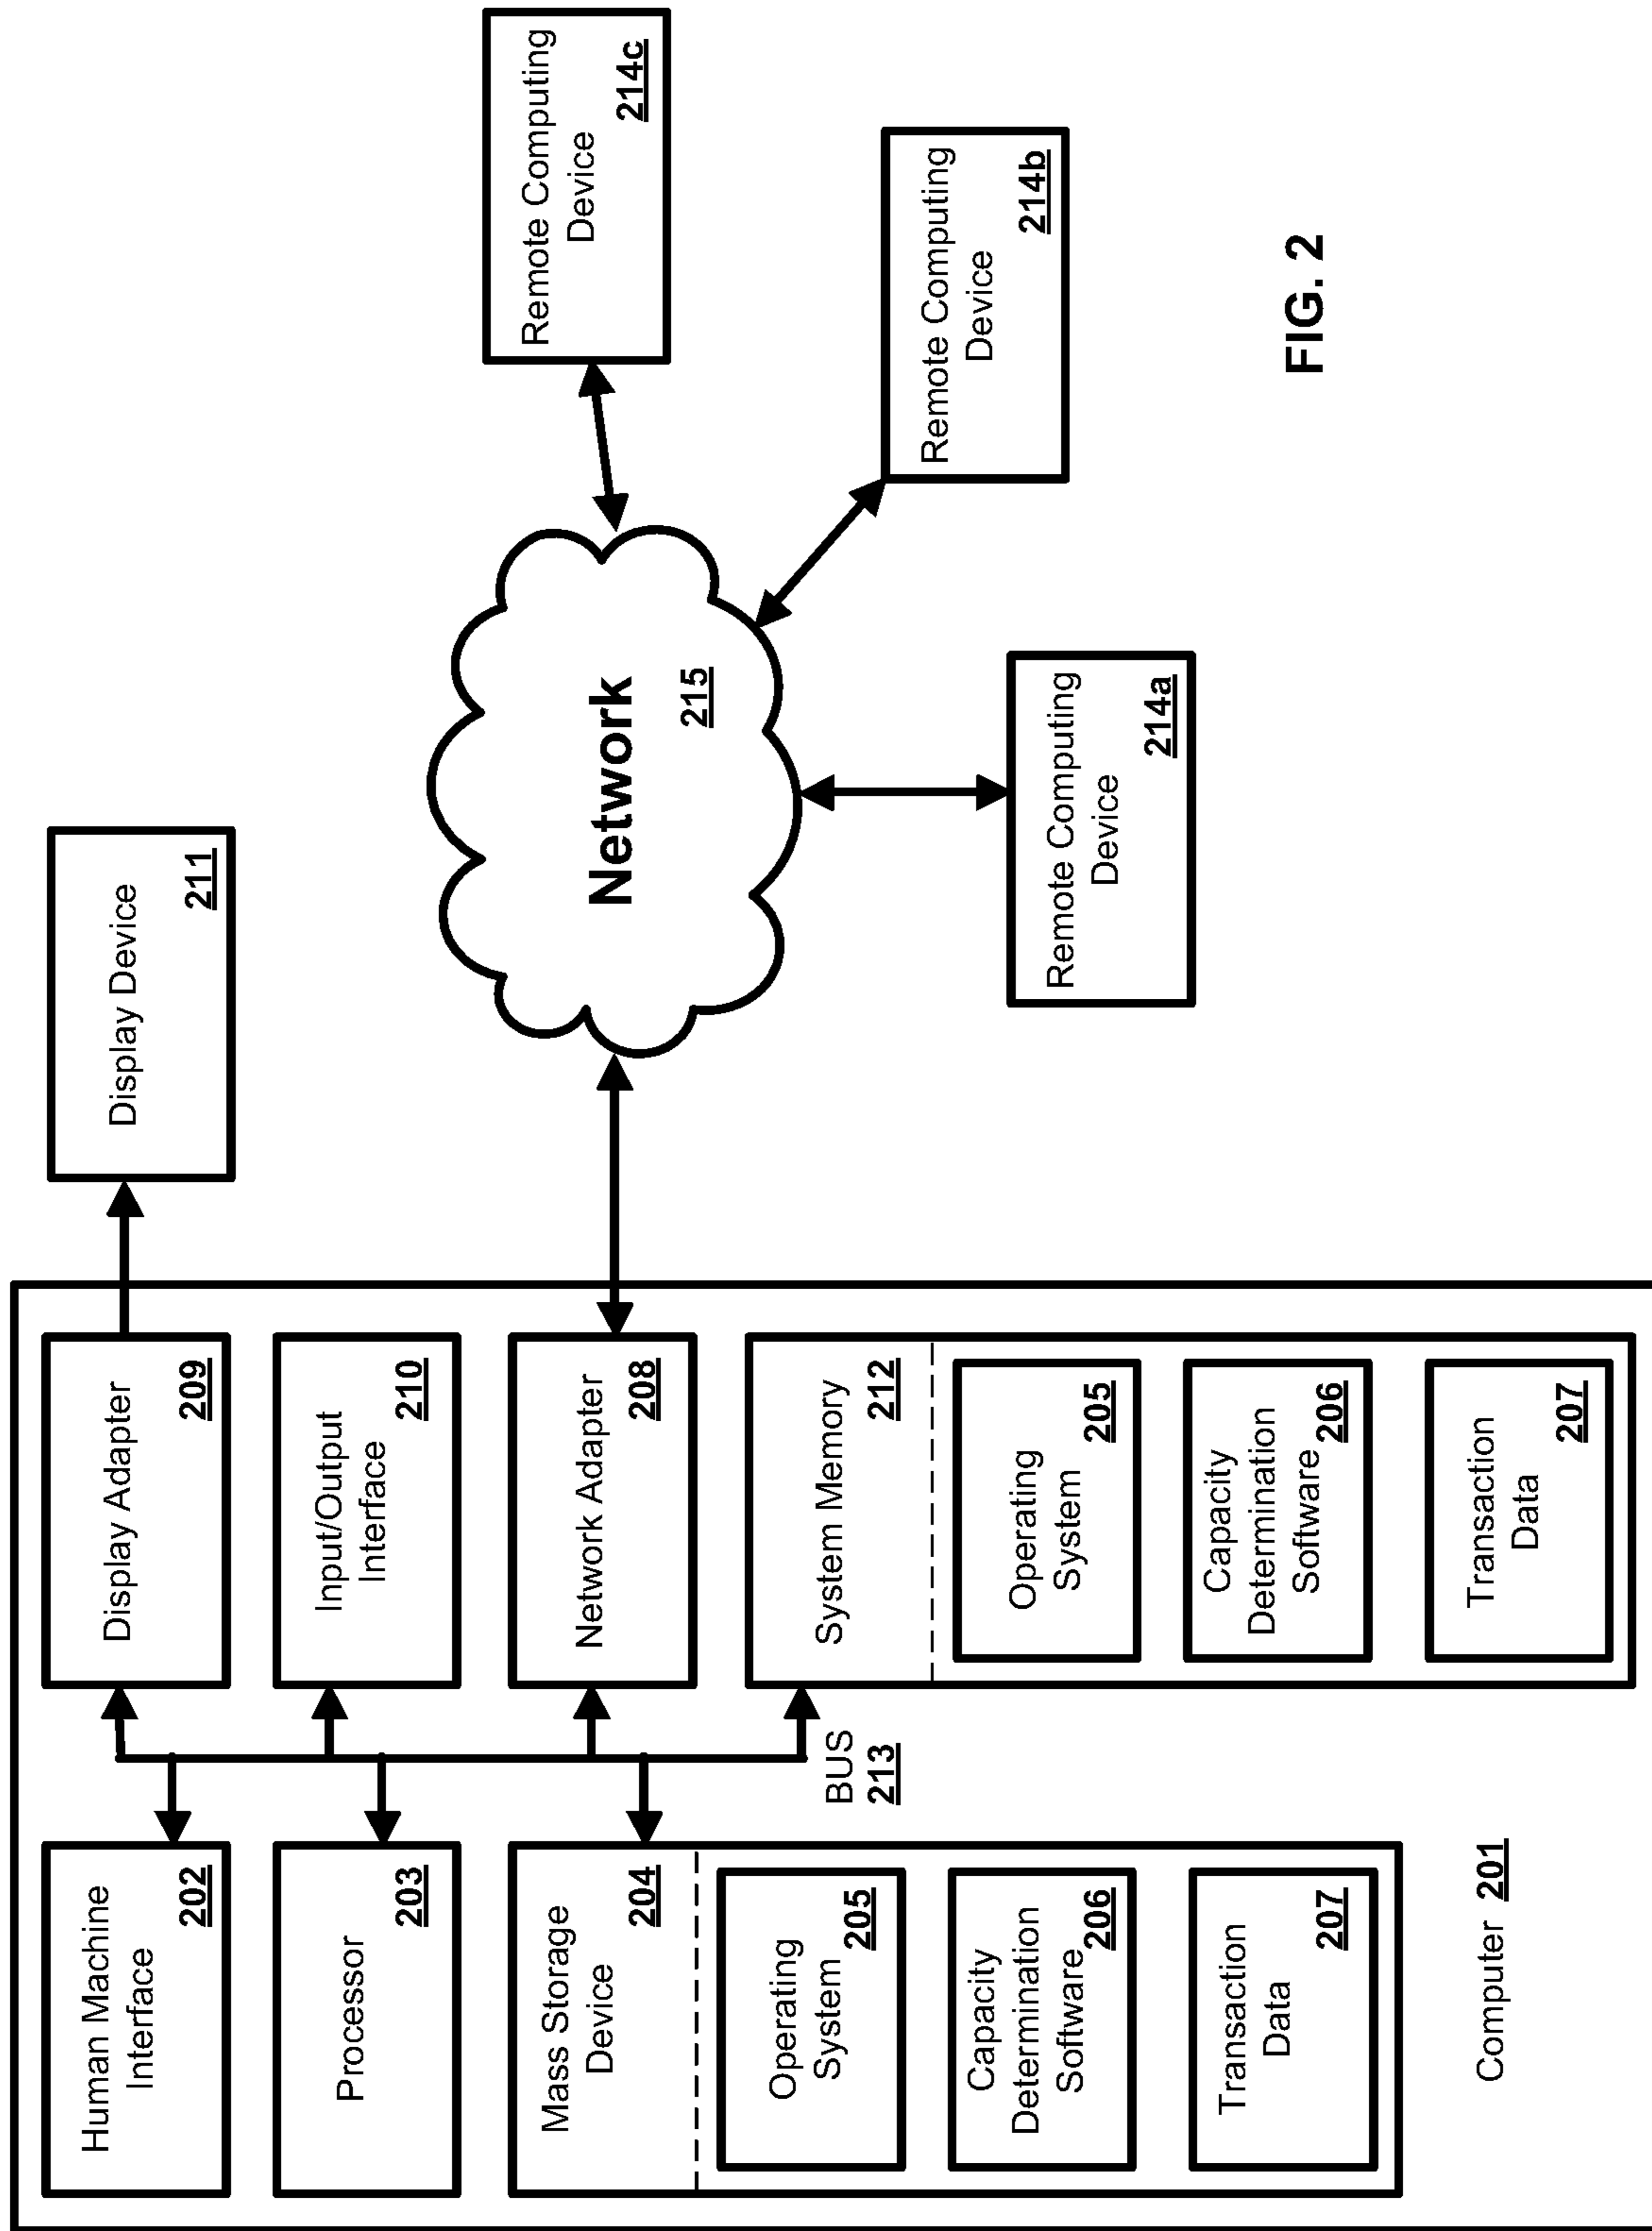 Human Machine
Interface
202
Processor
203
Mass Storage
Device
204
Operating
System
205
Capacity
Determination
Software
206
Transaction
Data
207
Computer 201
BUS
213
Display Adapter
209
Input/Output
Interface
210
Network Adapter
208
System Memory
212
Operating
System
205
Capacity
Determination
Software
206
Transaction
Data
207
Display Device
211
Network
215
Remote Computing
Device
214a
Remote Computing
Device
214b
Remote Computing
Device
214c
FIG. 2